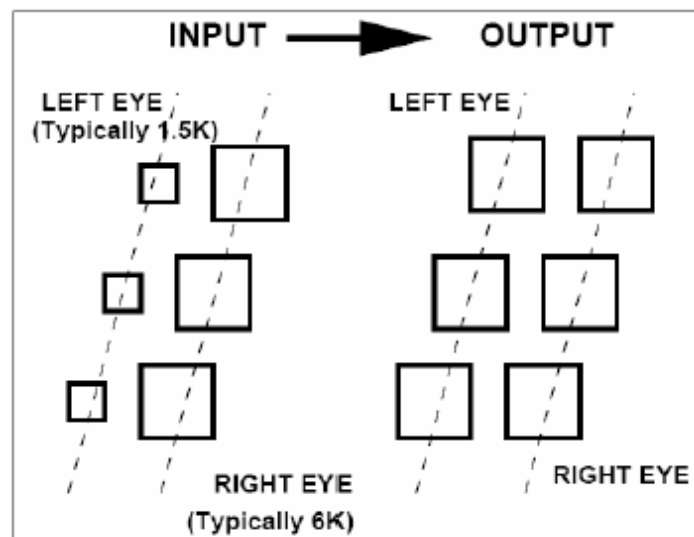 INPUT OUTPUT
LEFT EYE
(Typically 1.5K)
LEFT EYE
RIGHT EYE
(Typically 6K)
RIGHT EYE